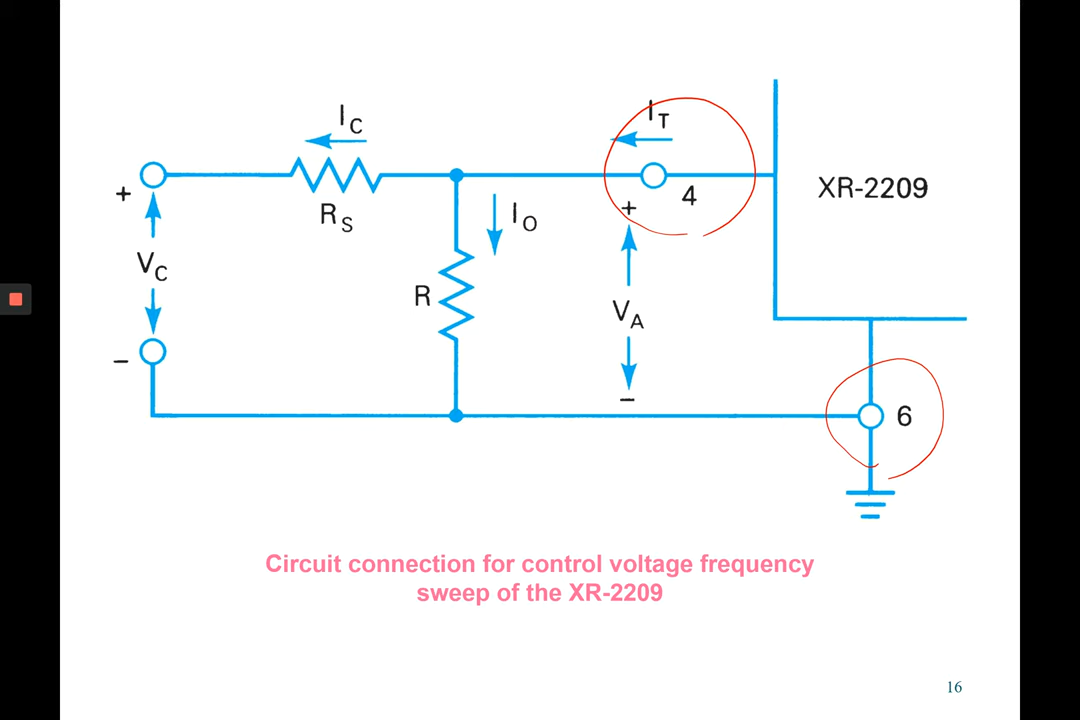 I_C
I_T
+
R_S
I_O
+
4
XR-2209
V_C
R
V_A
−
−
6
Circuit connection for control voltage frequency
sweep of the XR-2209
16